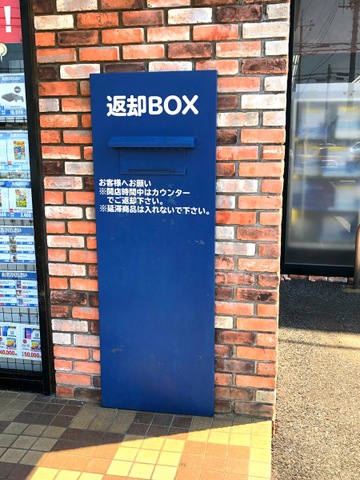 返却BOX
お客様へお願い
※開店時間中はカウンター
でご返却下さい。
※延滞商品は入れないで下さい。